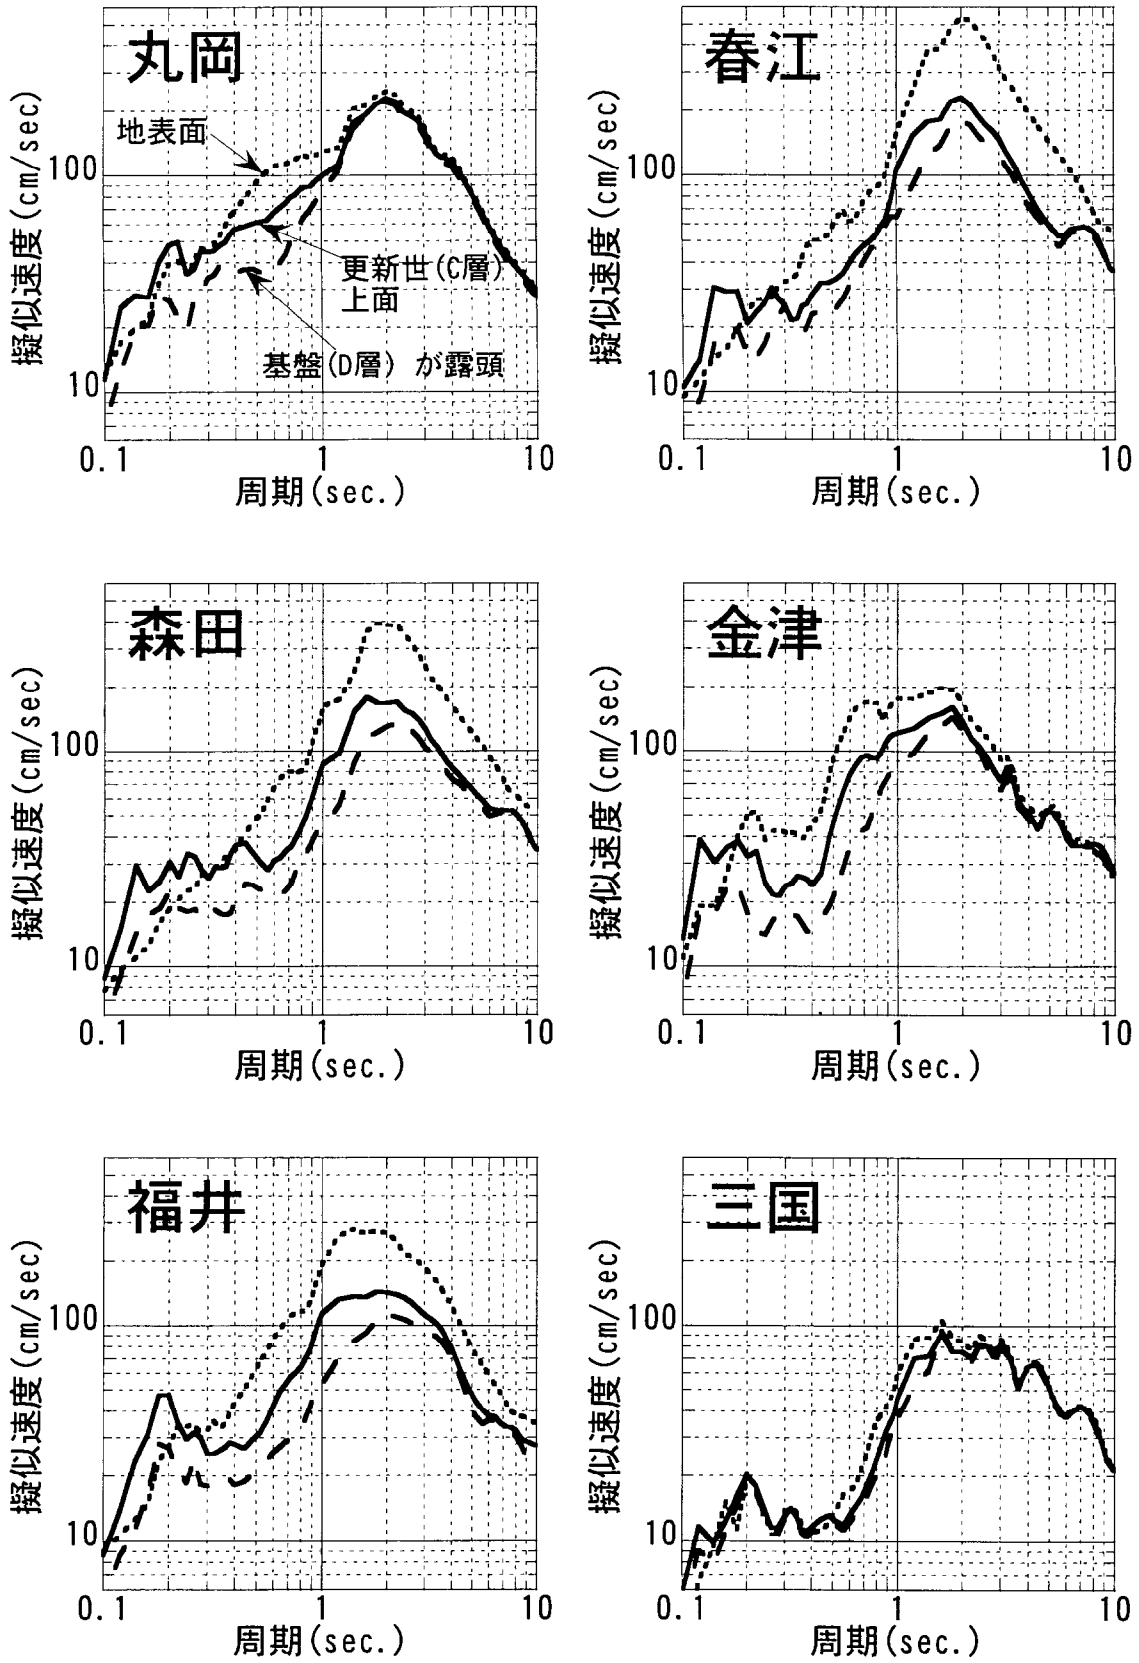 丸岡
擬似速度(cm/sec)
100
10
0.1
1
10
周期(sec.)
地表面
更新世(C層)
上面
基盤(D層) が露頭
春江
擬似速度(cm/sec)
100
10
0.1
1
10
周期(sec.)
森田
擬似速度(cm/sec)
100
10
0.1
1
10
周期(sec.)
金津
擬似速度(cm/sec)
100
10
0.1
1
10
周期(sec.)
福井
擬似速度(cm/sec)
100
10
0.1
1
10
周期(sec.)
三国
擬似速度(cm/sec)
100
10
0.1
1
10
周期(sec.)